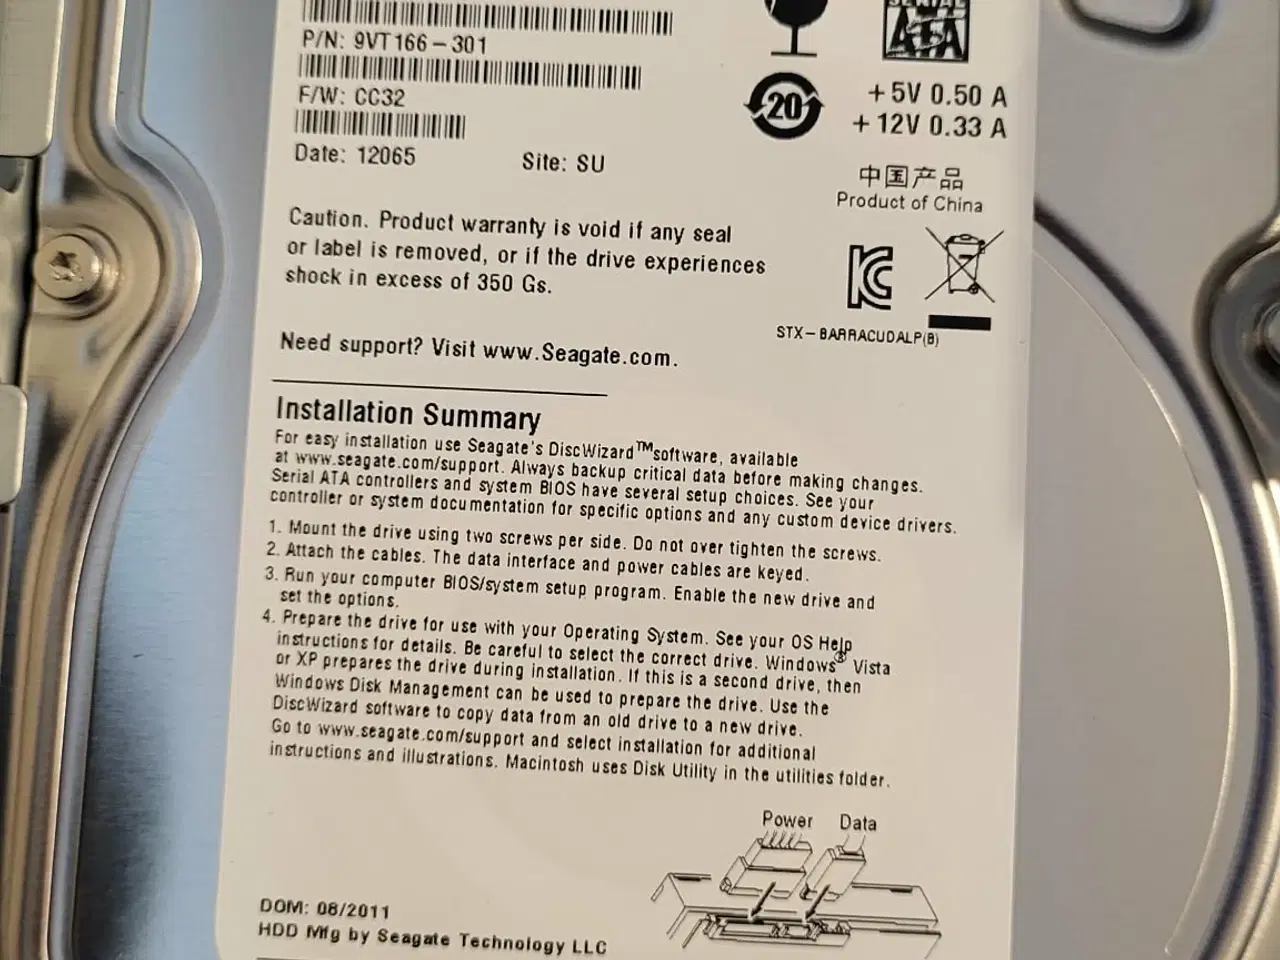 P/N: 9VT166-301
F/W: CC32
Date: 12065
Site: SU
SERIAL
ATA
20
+5V 0.50 A
+12V 0.33 A
中国产品
Product of China
Caution. Product warranty is void if any seal
or label is removed, or if the drive experiences
shock in excess of 350 Gs.
KC
STX-BARRACUDALP(B)
Need support? Visit www.Seagate.com.
Installation Summary
For easy installation use Seagate's DiscWizard™ software, available
at www.seagate.com/support. Always backup critical data before making changes.
Serial ATA controllers and system BIOS have several setup choices. See your
controller or system documentation for specific options and any custom device drivers.
1. Mount the drive using two screws per side. Do not over tighten the screws.
2. Attach the cables. The data interface and power cables are keyed.
3. Run your computer BIOS/system setup program. Enable the new drive and
set the options.
4. Prepare the drive for use with your Operating System. See your OS Help
instructions for details. Be careful to select the correct drive. Windows® Vista
or XP prepares the drive during installation. If this is a second drive, then
Windows Disk Management can be used to prepare the drive. Use the
DiscWizard software to copy data from an old drive to a new drive.
Go to www.seagate.com/support and select installation for additional
instructions and illustrations. Macintosh uses Disk Utility in the utilities folder.
Power Data
DOM: 08/2011
HDD Mfg by Seagate Technology LLC